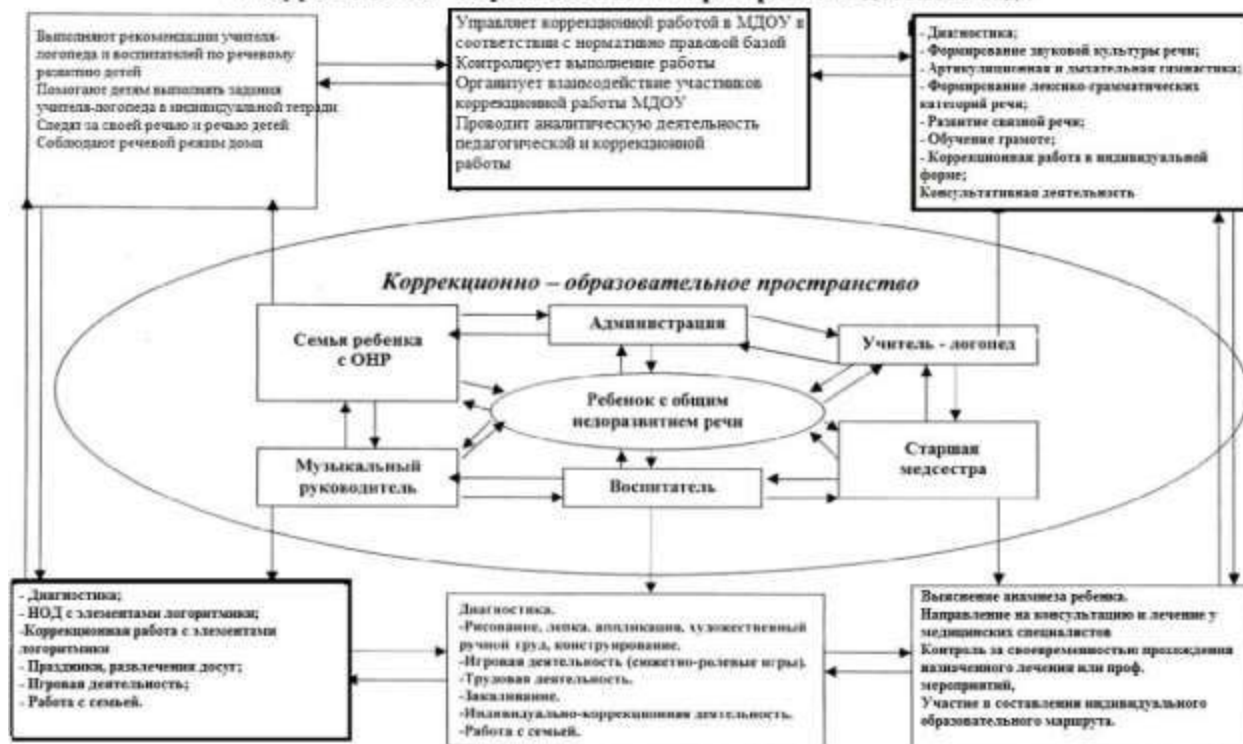 Выполняют рекомендации учителя-
логопеда и воспитателей по речевому
развитию детей
Помогают детям выполнять задания
учителя-логопеда в индивидуальной тетради
Следят за своей речью и речью детей
Соблюдают речевой режим дома
Управляет коррекционной работой в МДОУ в
соответствии с нормативно правовой базой
Контролирует выполнение работы
Организует взаимодействие участников
коррекционной работы МДОУ
Проводит аналитическую деятельность
педагогической и коррекционной
работы
- Диагностика;
- Формирование звуковой культуры речи;
- Артикуляционная и дыхательная гимнастика;
- Формирование лексико-грамматических
категорий речи;
- Развитие связной речи;
- Обучение грамоте;
- Коррекционная работа в индивидуальной
форме;
Консультативная деятельность
Коррекционно – образовательное пространство
Семья ребенка
с ОНР
Администрация
Учитель - логопед
Ребенок с общим
недоразвитием речи
Музыкальный
руководитель
Воспитатель
Старшая
медсестра
- Диагностика;
- НОД с элементами логоритмики;
-Коррекционная работа с элементами
логоритмики
- Праздники, развлечения досуг;
- Игровая деятельность;
- Работа с семьей.
Диагностика.
-Рисование, лепка, аппликация, художественный
ручной труд, конструирование.
-Игровая деятельность (сюжетно-ролевые игры).
-Трудовая деятельность.
-Закаливание.
-Индивидуально-коррекционная деятельность.
-Работа с семьей.
Выяснение анамнеза ребенка.
Направление на консультацию и лечение у
медицинских специалистов
Контроль за своевременностью прохождения
назначенного лечения или проф.
мероприятий,
Участие в составления индивидуального
образовательного маршрута.